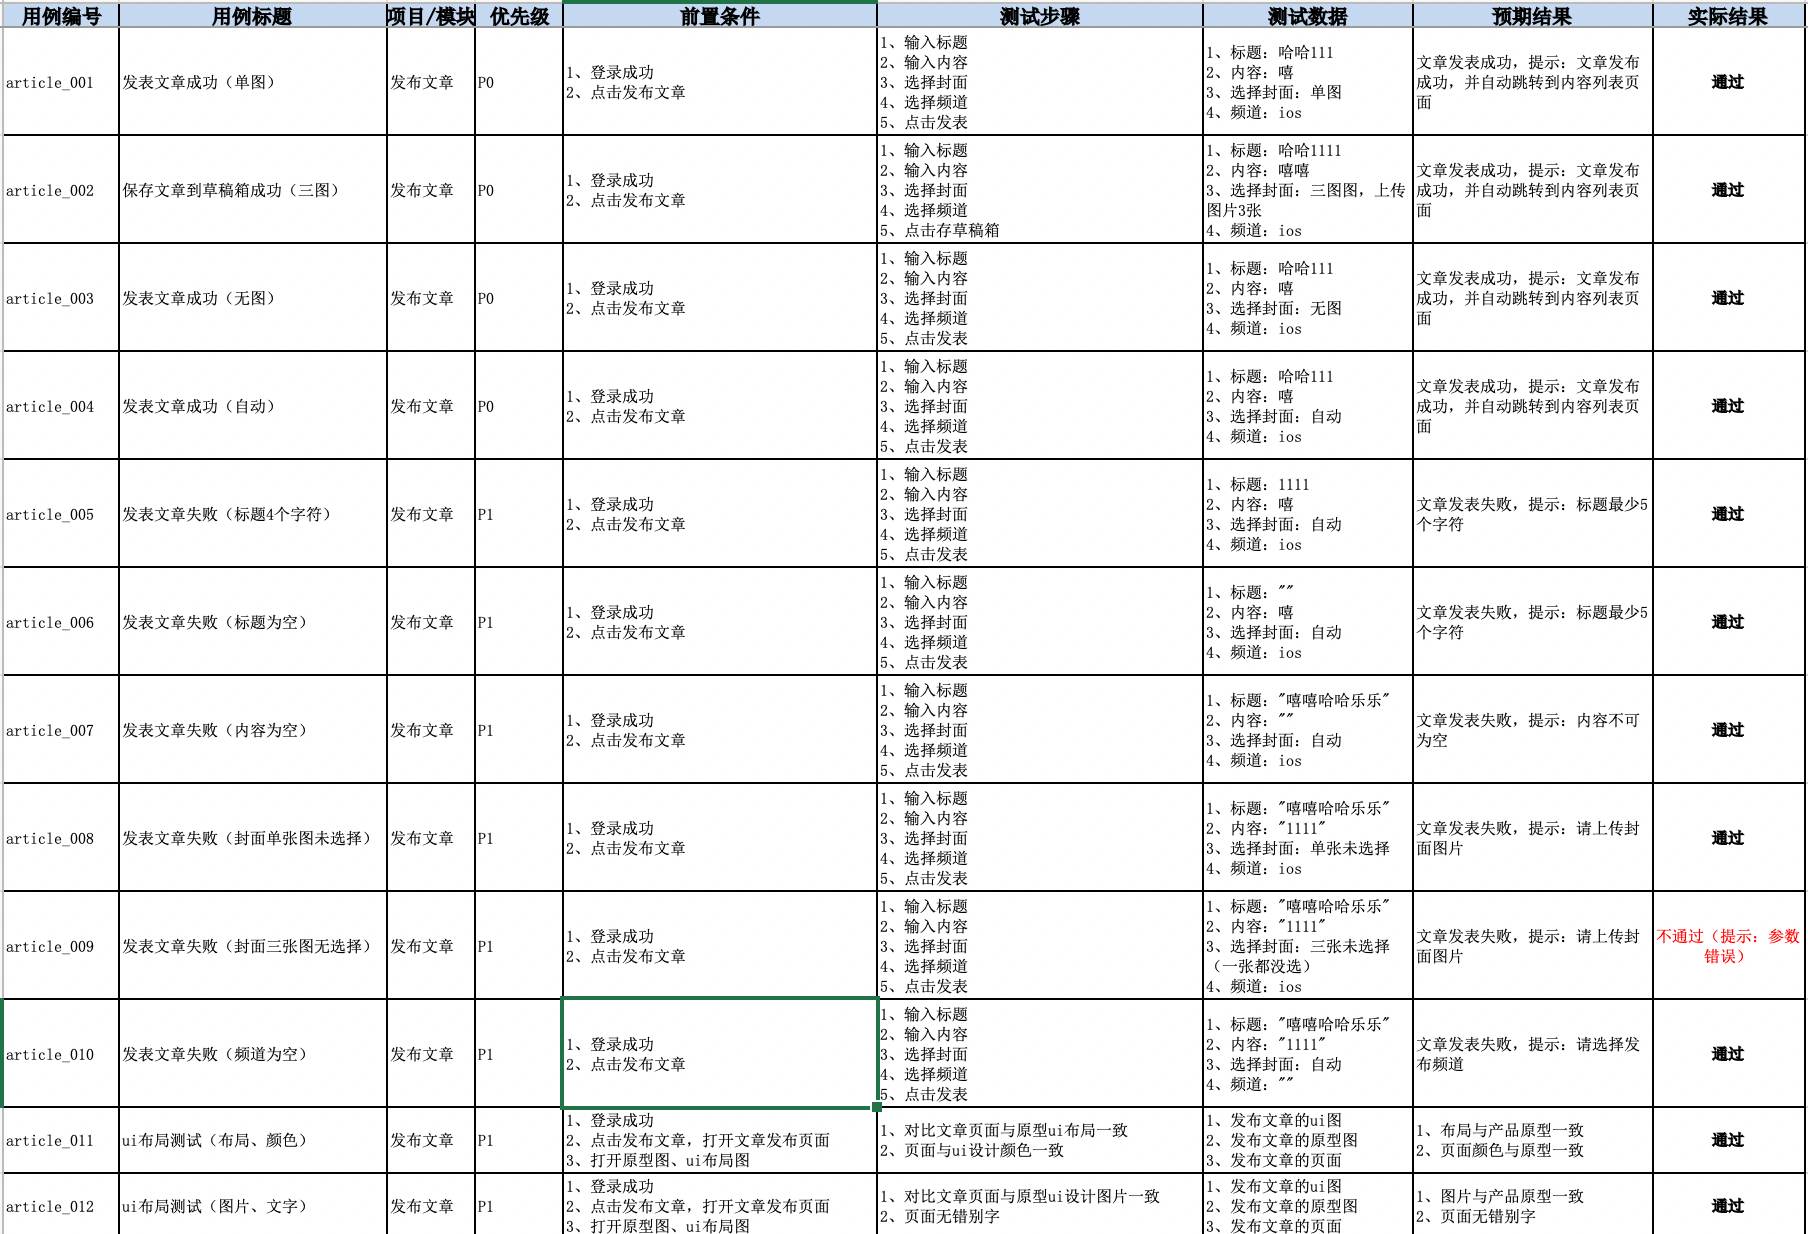 用例编号 用例标题 项目/模块 优先级 前置条件 测试步骤 测试数据 预期结果 实际结果
article_001
发表文章成功（单图）
发布文章
P0
1、登录成功
2、点击发布文章
1、输入标题
2、输入内容
3、选择封面
4、选择频道
5、点击发表
1、标题：哈哈111
2、内容：嘻
3、选择封面：单图
4、频道：ios
文章发表成功，提示：文章发布
成功，并自动跳转到内容列表页
面
通过
article_002
保存文章到草稿箱成功（三图）
发布文章
P0
1、登录成功
2、点击发布文章
1、输入标题
2、输入内容
3、选择封面
4、选择频道
5、点击存草稿箱
1、标题：哈哈1111
2、内容：嘻嘻
3、选择封面：三图图，上传
图片3张
4、频道：ios
文章发表成功，提示：文章发布
成功，并自动跳转到内容列表页
面
通过
article_003
发表文章成功（无图）
发布文章
P0
1、登录成功
2、点击发布文章
1、输入标题
2、输入内容
3、选择封面
4、选择频道
5、点击发表
1、标题：哈哈111
2、内容：嘻
3、选择封面：无图
4、频道：ios
文章发表成功，提示：文章发布
成功，并自动跳转到内容列表页
面
通过
article_004
发表文章成功（自动）
发布文章
P0
1、登录成功
2、点击发布文章
1、输入标题
2、输入内容
3、选择封面
4、选择频道
5、点击发表
1、标题：哈哈111
2、内容：嘻
3、选择封面：自动
4、频道：ios
文章发表成功，提示：文章发布
成功，并自动跳转到内容列表页
面
通过
article_005
发表文章失败（标题4个字符）
发布文章
P1
1、登录成功
2、点击发布文章
1、输入标题
2、输入内容
3、选择封面
4、选择频道
5、点击发表
1、标题：1111
2、内容：嘻
3、选择封面：自动
4、频道：ios
文章发表失败，提示：标题最少5
个字符
通过
article_006
发表文章失败（标题为空）
发布文章
P1
1、登录成功
2、点击发布文章
1、输入标题
2、输入内容
3、选择封面
4、选择频道
5、点击发表
1、标题：""
2、内容：嘻
3、选择封面：自动
4、频道：ios
文章发表失败，提示：标题最少5
个字符
通过
article_007
发表文章失败（内容为空）
发布文章
P1
1、登录成功
2、点击发布文章
1、输入标题
2、输入内容
3、选择封面
4、选择频道
5、点击发表
1、标题："嘻嘻哈哈乐乐"
2、内容：""
3、选择封面：自动
4、频道：ios
文章发表失败，提示：内容不可
为空
通过
article_008
发表文章失败（封面单张图未选择）
发布文章
P1
1、登录成功
2、点击发布文章
1、输入标题
2、输入内容
3、选择封面
4、选择频道
5、点击发表
1、标题："嘻嘻哈哈乐乐"
2、内容："1111"
3、选择封面：单张未选择
4、频道：ios
文章发表失败，提示：请上传封
面图片
通过
article_009
发表文章失败（封面三张图无选择）
发布文章
P1
1、登录成功
2、点击发布文章
1、输入标题
2、输入内容
3、选择封面
4、选择频道
5、点击发表
1、标题："嘻嘻哈哈乐乐"
2、内容："1111"
3、选择封面：三张未选择
（一张都没选）
4、频道：ios
文章发表失败，提示：请上传封
面图片
不通过（提示：参数
错误）
article_010
发表文章失败（频道为空）
发布文章
P1
1、登录成功
2、点击发布文章
1、输入标题
2、输入内容
3、选择封面
4、选择频道
5、点击发表
1、标题："嘻嘻哈哈乐乐"
2、内容："1111"
3、选择封面：自动
4、频道：""
文章发表失败，提示：请选择发
布频道
通过
article_011
ui布局测试（布局、颜色）
发布文章
P1
1、登录成功
2、点击发布文章，打开文章发布页面
3、打开原型图、ui布局图
1、对比文章页面与原型ui布局一致
2、页面与ui设计颜色一致
1、发布文章的ui图
2、发布文章的原型图
3、发布文章的页面
1、布局与产品原型一致
2、页面颜色与原型一致
通过
article_012
ui布局测试（图片、文字）
发布文章
P1
1、登录成功
2、点击发布文章，打开文章发布页面
3、打开原型图、ui布局图
1、对比文章页面与原型ui设计图片一致
2、页面无错别字
1、发布文章的ui图
2、发布文章的原型图
3、发布文章的页面
1、图片与产品原型一致
2、页面无错别字
通过